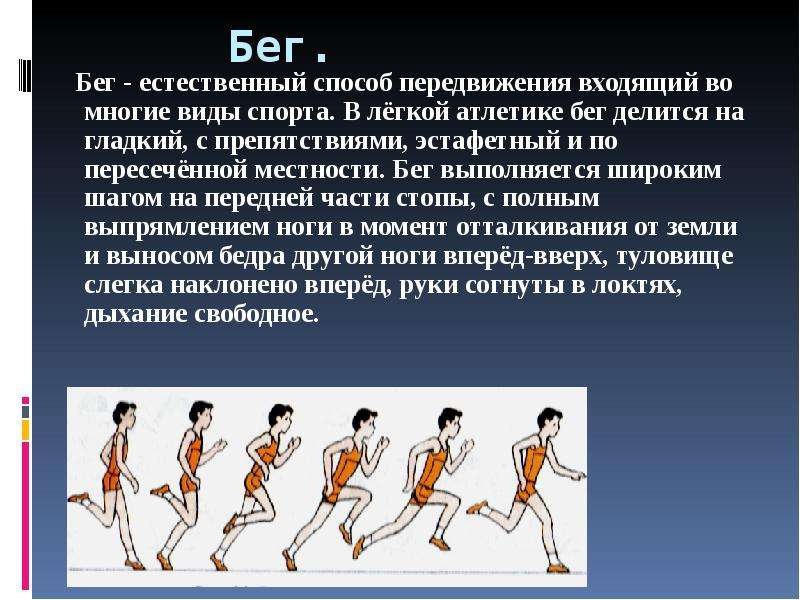 Бег.
Бег - естественный способ передвижения входящий во
многие виды спорта. В лёгкой атлетике бег делится на
гладкий, с препятствиями, эстафетный и по
пересечённой местности. Бег выполняется широким
шагом на передней части стопы, с полным
выпрямлением ноги в момент отталкивания от земли
и выносом бедра другой ноги вперёд-вверх, туловище
слегка наклонено вперёд, руки согнуты в локтях,
дыхание свободное.